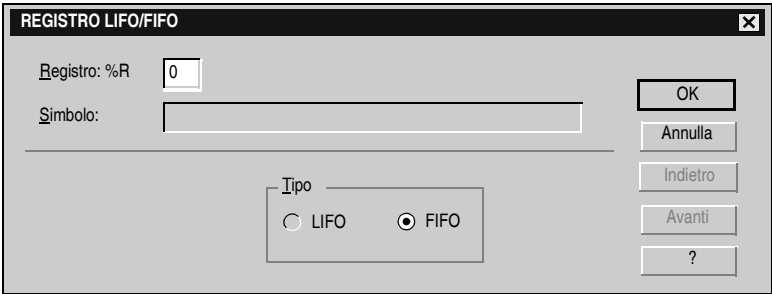 REGISTRO LIFO/FIFO
Registro: %R 0
Simbolo:
Tipo
LIFO FIFO
OK
Annulla
Indietro
Avanti
?